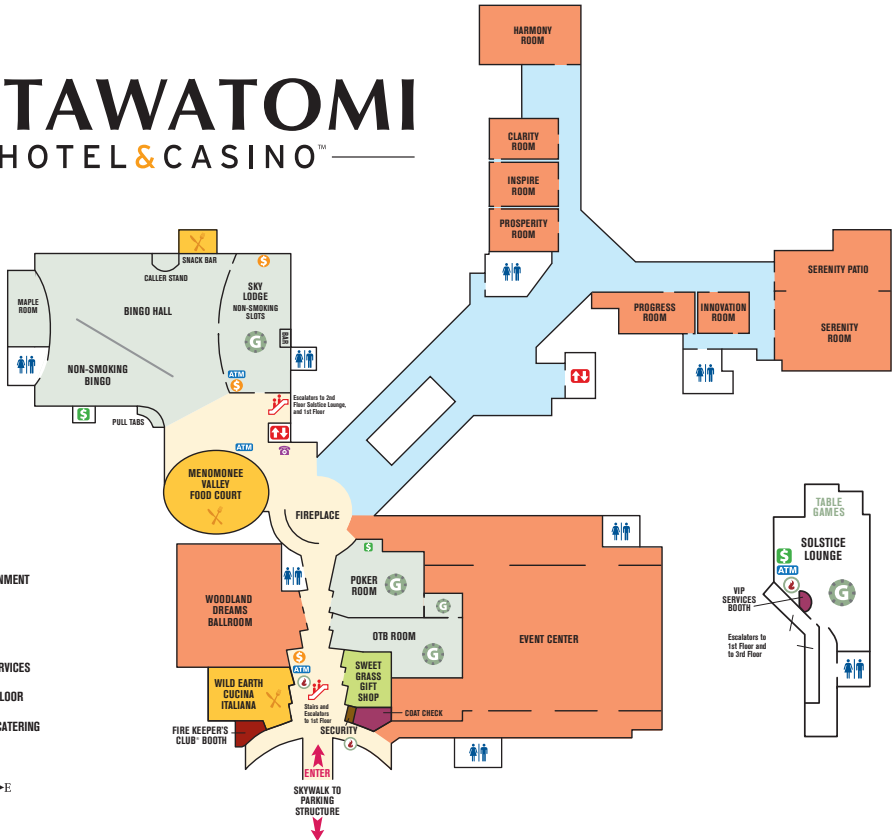 TAWATOMI
HOTEL & CASINO™
HARMONY
ROOM
CLARITY
ROOM
INSPIRE
ROOM
PROSPERITY
ROOM
PROGRESS
ROOM
INNOVATION
ROOM
SERENITY PATIO
SERENITY
ROOM
SNACK BAR
CALLER STAND
MAPLE
ROOM
BINGO HALL
SKY
LODGE
NON-SMOKING
SLOTS
G
BAR
NON-SMOKING
BINGO
ATM
$
$
$
PULL TABS
Escalators to 2nd
Floor Solstice Lounge,
and 1st Floor
ATM
MENOMONEE
VALLEY
FOOD COURT
FIREPLACE
$
POKER
ROOM
G
G
WOODLAND
DREAMS
BALLROOM
OTB ROOM
G
EVENT CENTER
$
ATM
SWEET
GRASS
GIFT
SHOP
WILD EARTH
CUCINA
ITALIANA
Stairs and
Escalators
to 1st Floor
COAT CHECK
FIRE KEEPER'S
CLUB® BOOTH
SECURITY
ENTER
SKYWALK TO
PARKING
STRUCTURE
TABLE
GAMES
SOLSTICE
LOUNGE
$
ATM
G
VIP
SERVICES
BOOTH
Escalators to
1st Floor and
to 3rd Floor
NMENT
RVICES
LOOR
CATERING
E